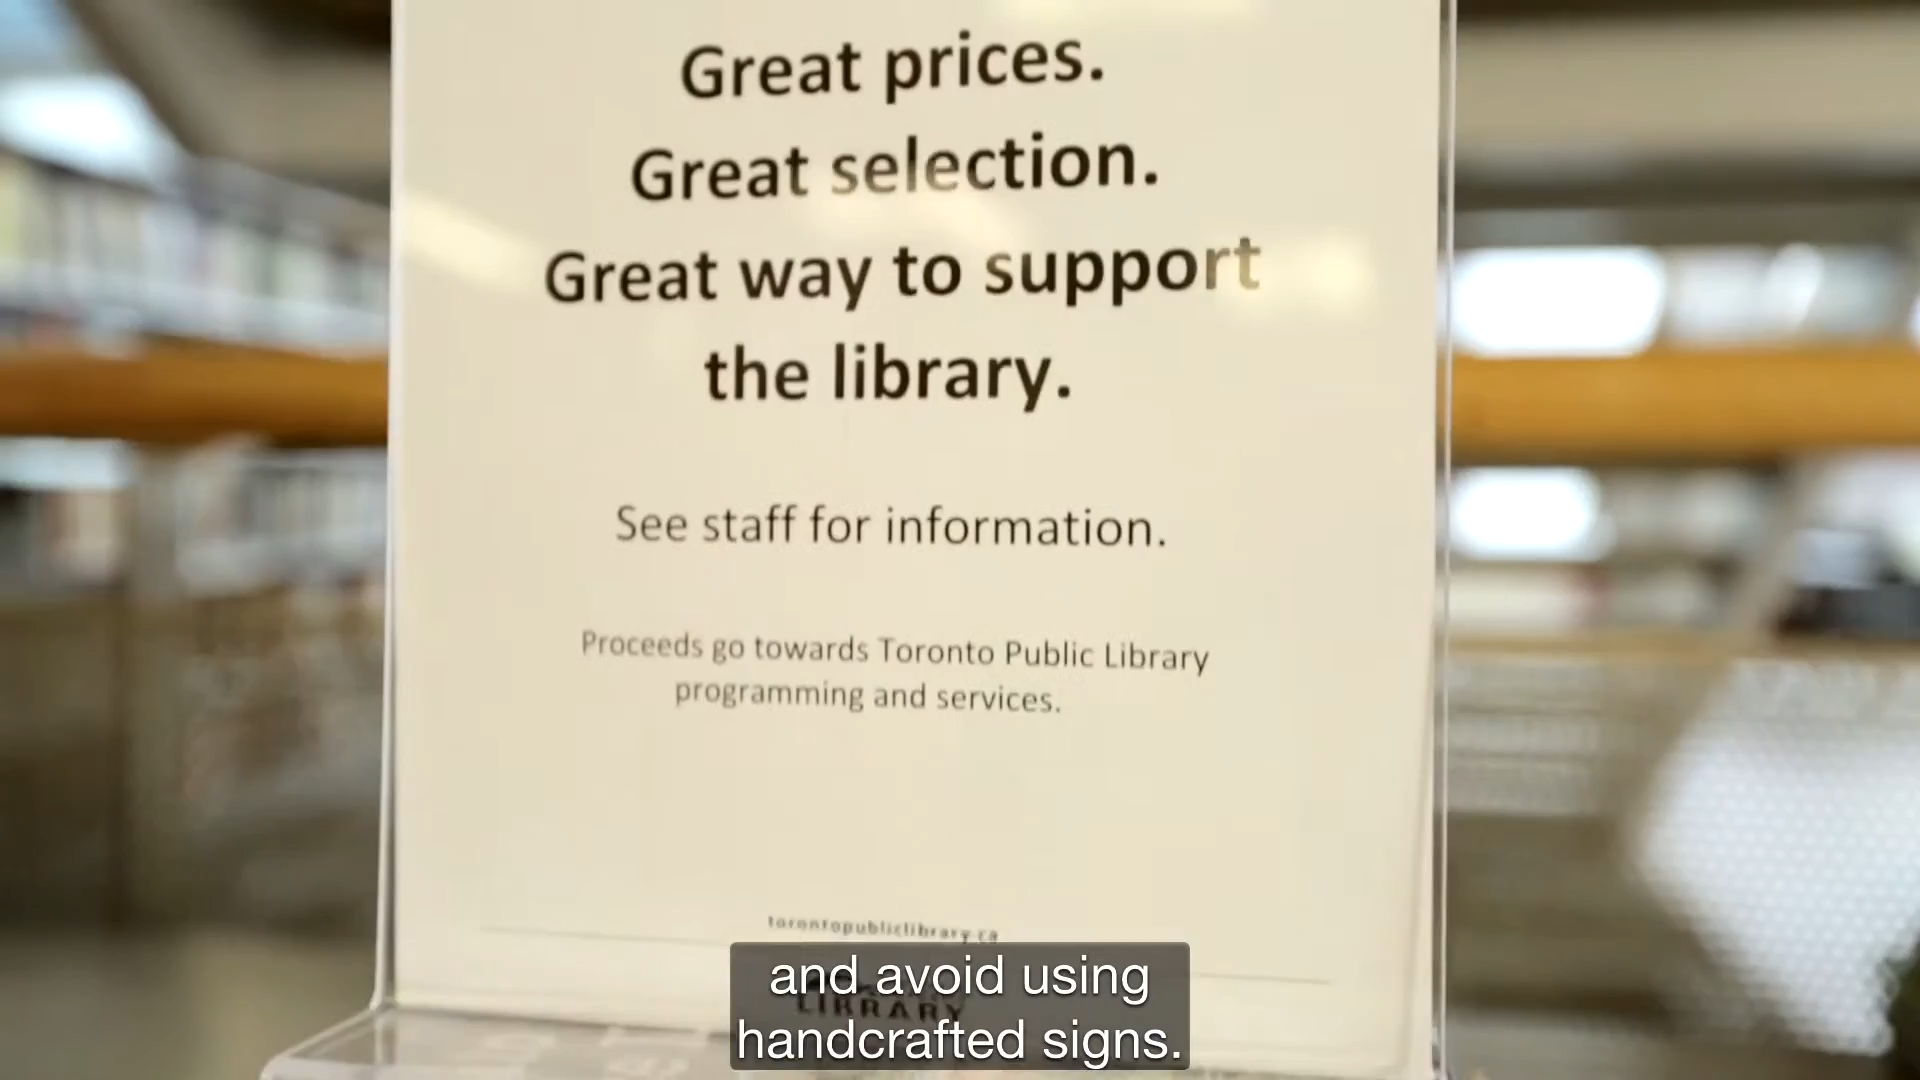 Great prices.
Great selection.
Great way to support
the library.
See staff for information.
Proceeds go towards Toronto Public Library
programming and services.
torontopubliclibrary.ca
LIBRARY
and avoid using
handcrafted signs.